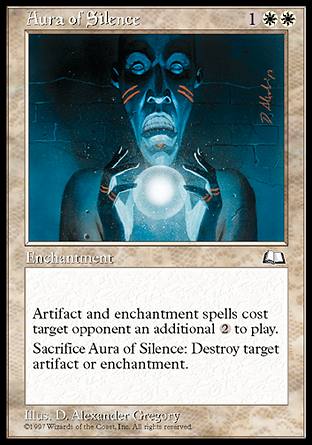 Aura of Silence 1
Enchantment
Artifact and enchantment spells cost
target opponent an additional 2 to play.
Sacrifice Aura of Silence: Destroy target
artifact or enchantment.
Illus. D. Alexander Gregory
©1997 Wizards of the Coast, Inc. All rights reserved.